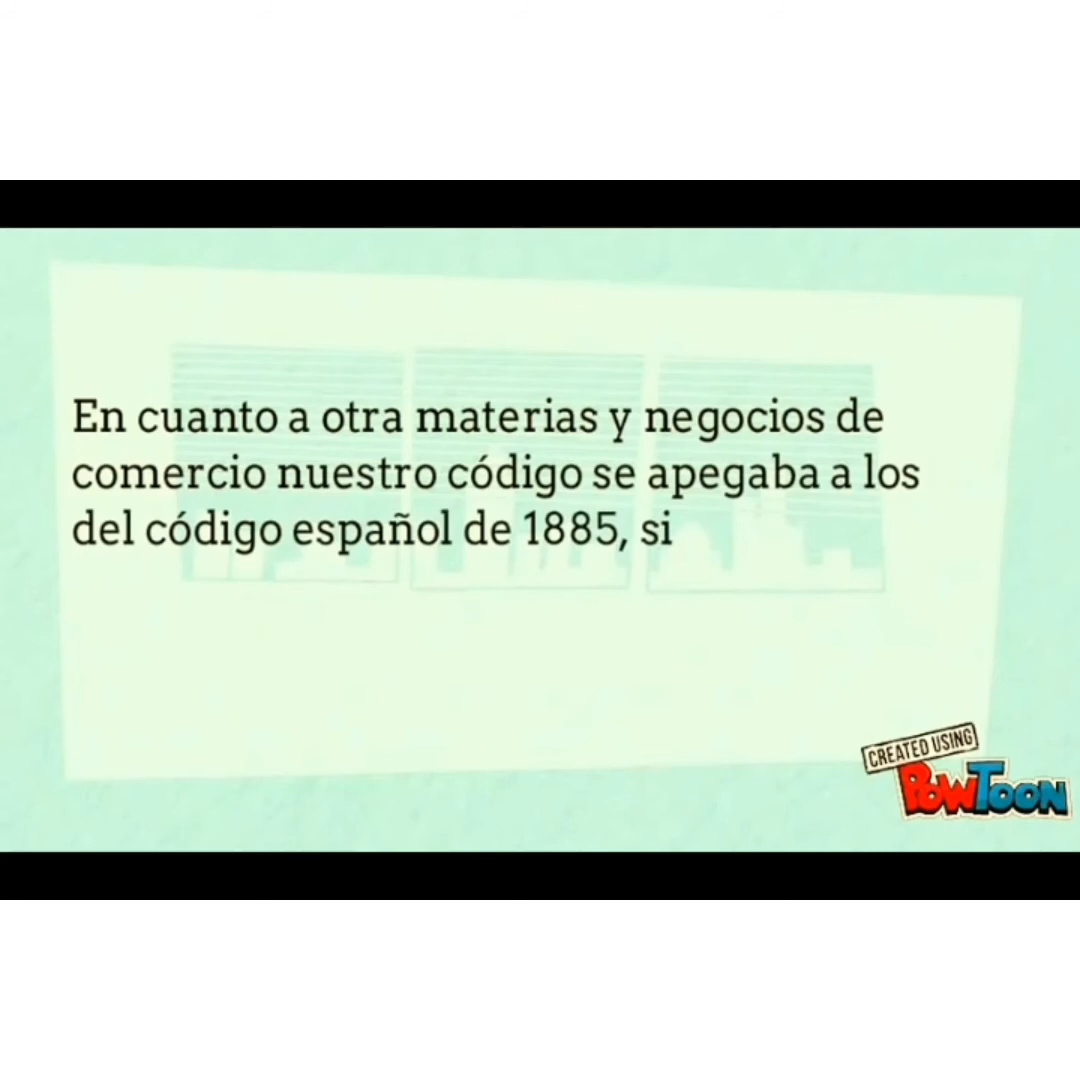 En cuanto a otra materias y negocios de
comercio nuestro código se apegaba a los
del código español de 1885, si
CREATED USING
POWTOON